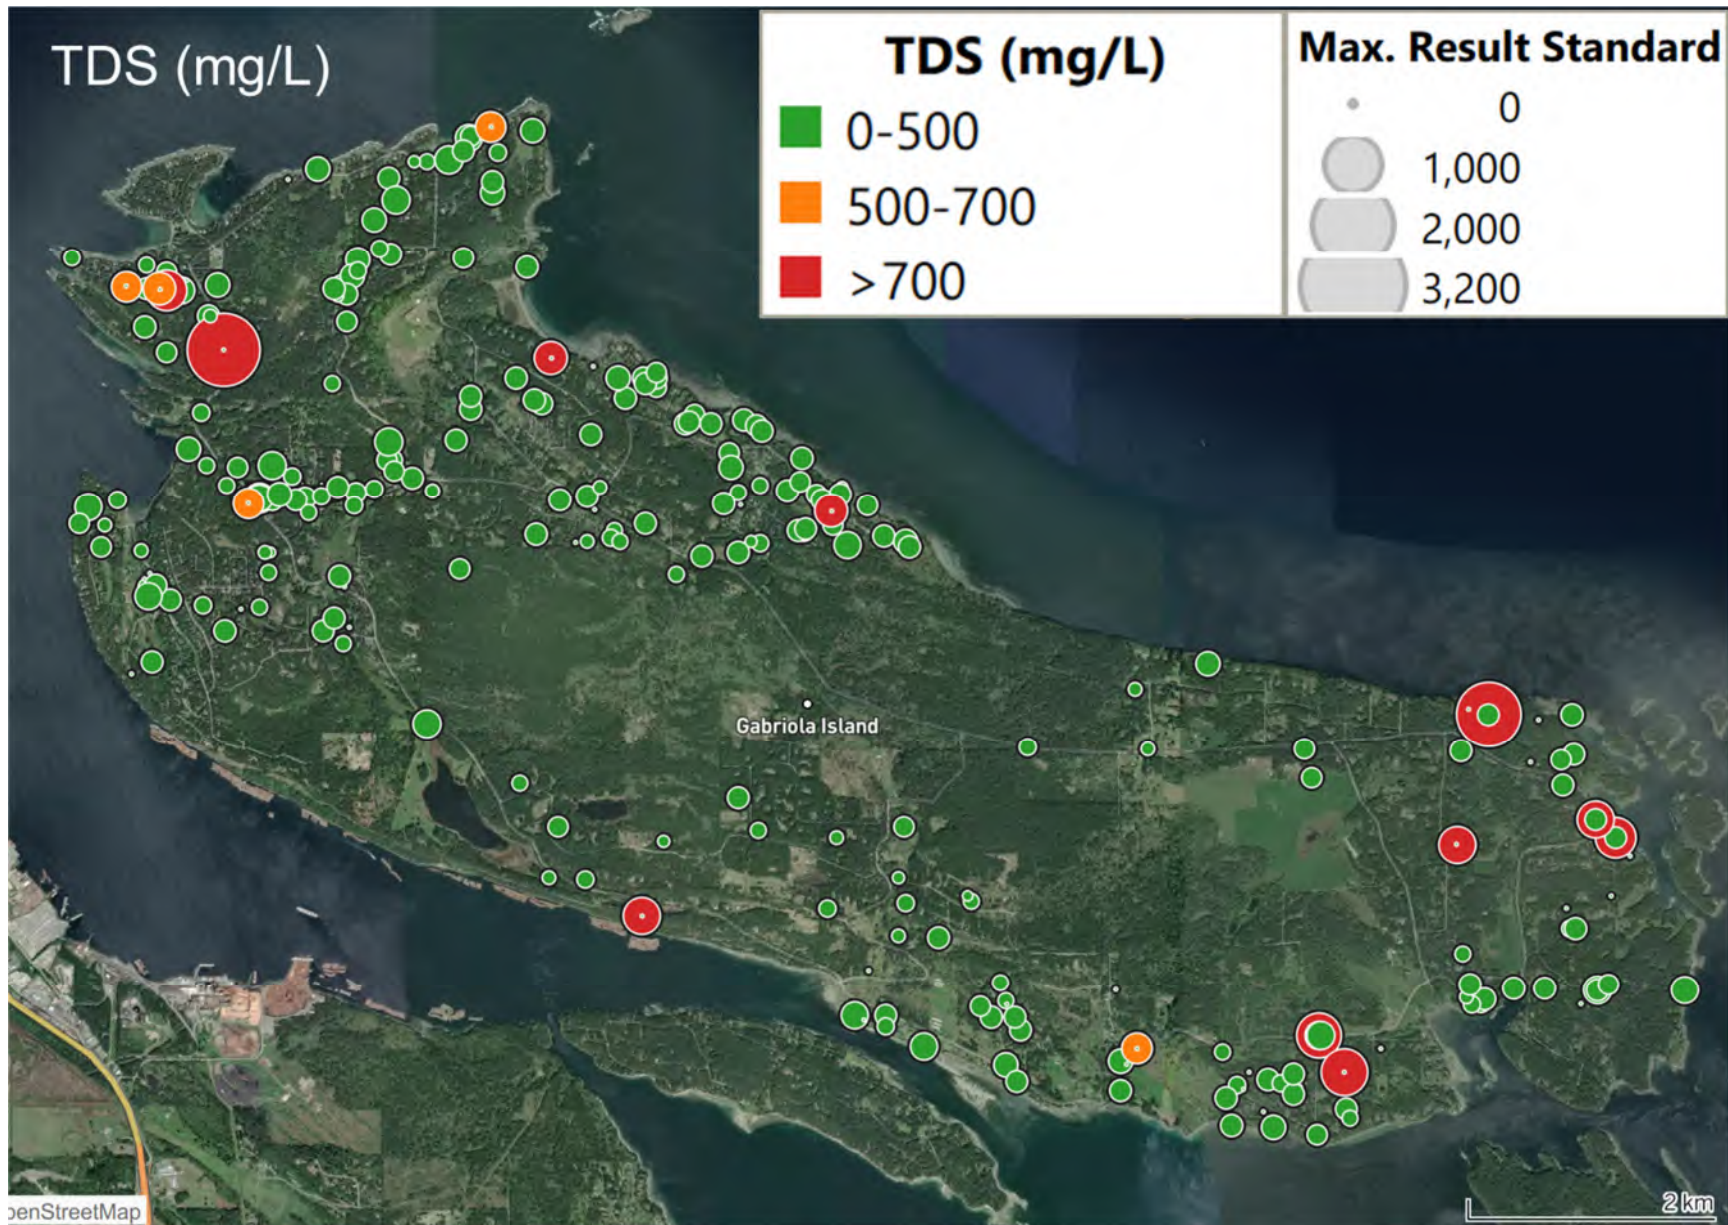 TDS (mg/L)
TDS (mg/L)
0-500
500-700
>700
Max. Result Standard
0
1,000
2,000
3,200
Gabriola Island
penStreetMap
2 km